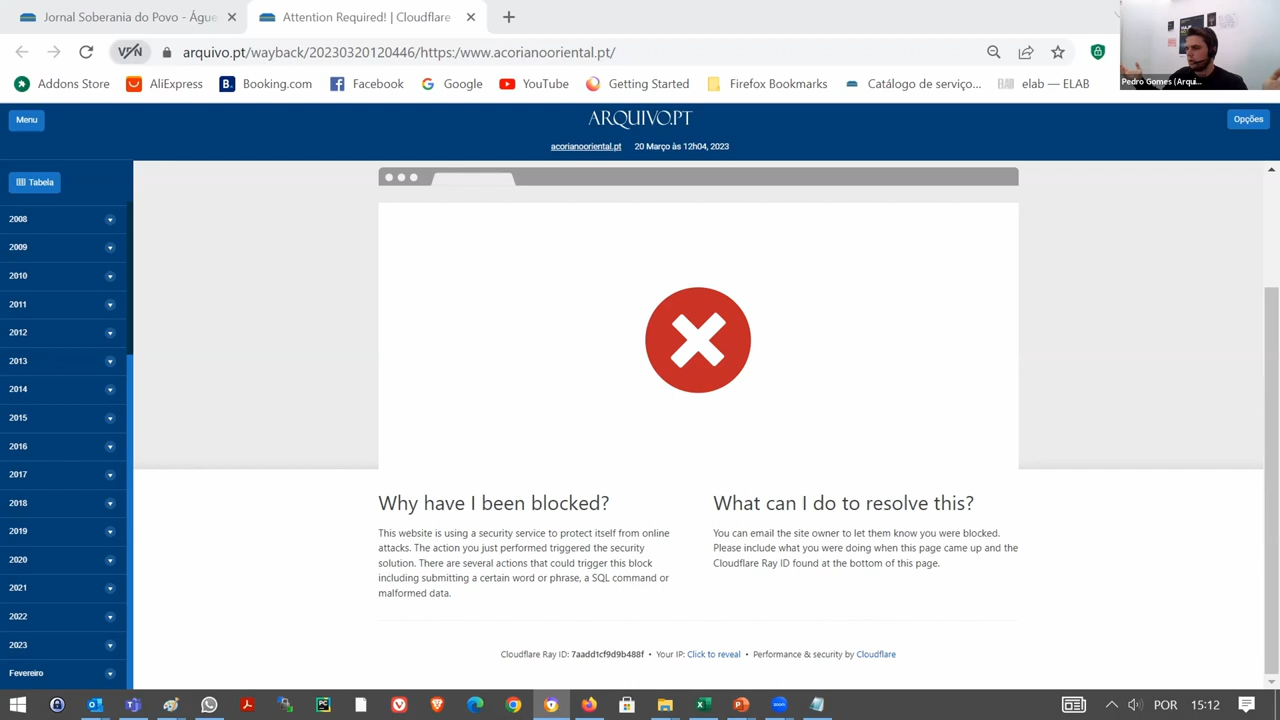 Jornal Soberania do Povo - Águe
Attention Required! | Cloudflare
VPN
arquivo.pt/wayback/20230320120446/https:/www.acorianooriental.pt/
Addons Store
AliExpress
Booking.com
Facebook
Google
YouTube
Getting Started
Firefox Bookmarks
Catálogo de serviço...
elab — ELAB
Pedro Gomes (Arqui...
Menu
ARQUIVO.PT
Opções
acorianooriental.pt 20 Março às 12h04, 2023
Tabela
2008
2009
2010
2011
2012
2013
2014
2015
2016
2017
2018
2019
2020
2021
2022
2023
Fevereiro
Why have I been blocked?
This website is using a security service to protect itself from online
attacks. The action you just performed triggered the security
solution. There are several actions that could trigger this block
including submitting a certain word or phrase, a SQL command or
malformed data.
What can I do to resolve this?
You can email the site owner to let them know you were blocked.
Please include what you were doing when this page came up and the
Cloudflare Ray ID found at the bottom of this page.
Cloudflare Ray ID: 7aadd1cf9d9b488f • Your IP: Click to reveal • Performance & security by Cloudflare
POR
15:12